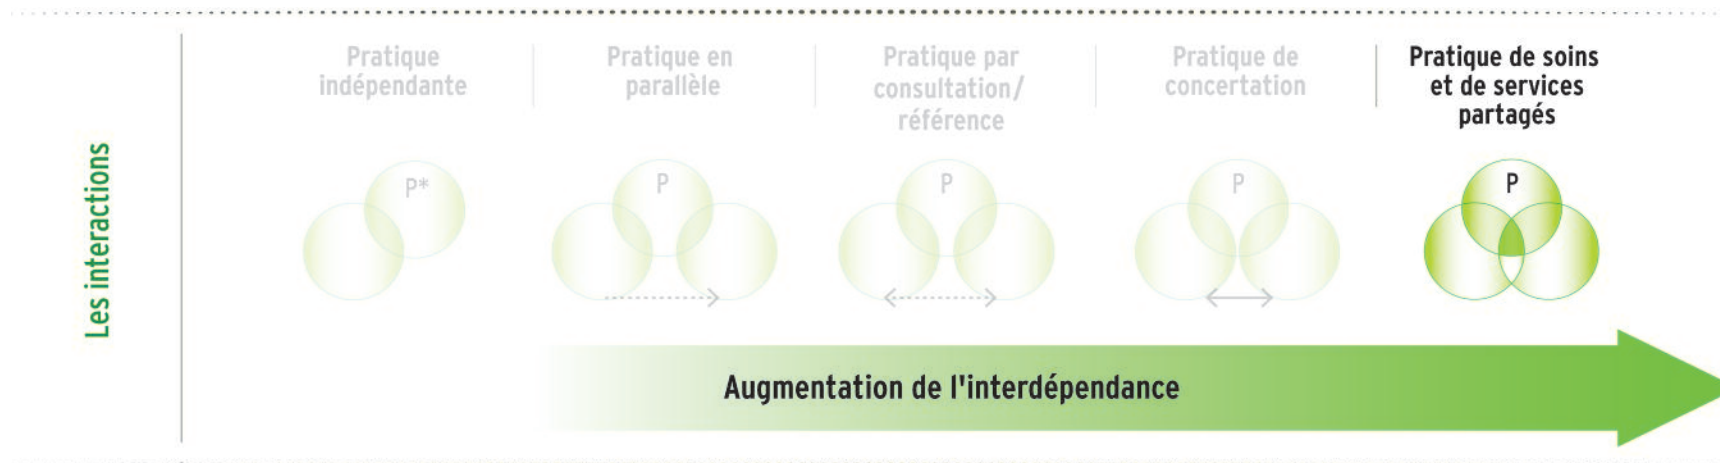 Pratique
indépendante
Pratique en
parallèle
Pratique par
consultation/
référence
Pratique de
concertation
Pratique de soins
et de services
partagés
Les interactions
P*
P
P
P
P
Augmentation de l'interdépendance